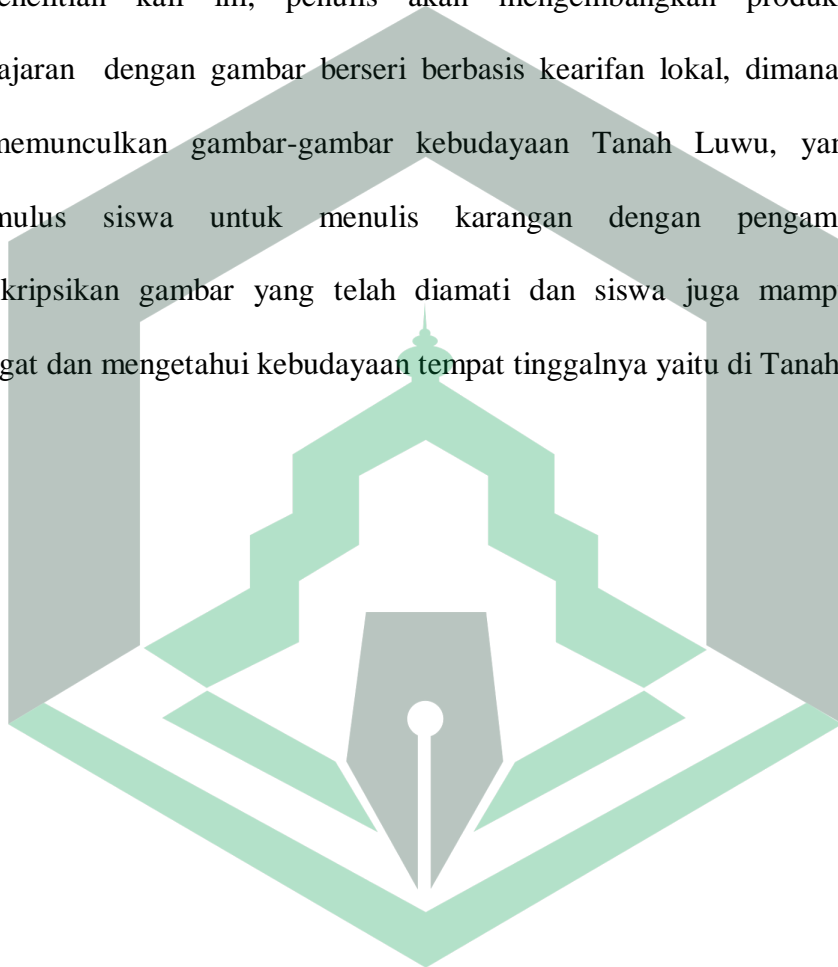 enelitian kali ini, penulis akan mengembangkan produk
ajaran dengan gambar berseri berbasis kearifan lokal, dimana
memunculkan gambar-gambar kebudayaan Tanah Luwu, yan
mulus siswa untuk menulis karangan dengan pengam
kripsikan gambar yang telah diamati dan siswa juga mamp
gat dan mengetahui kebudayaan tempat tinggalnya yaitu di Tanah